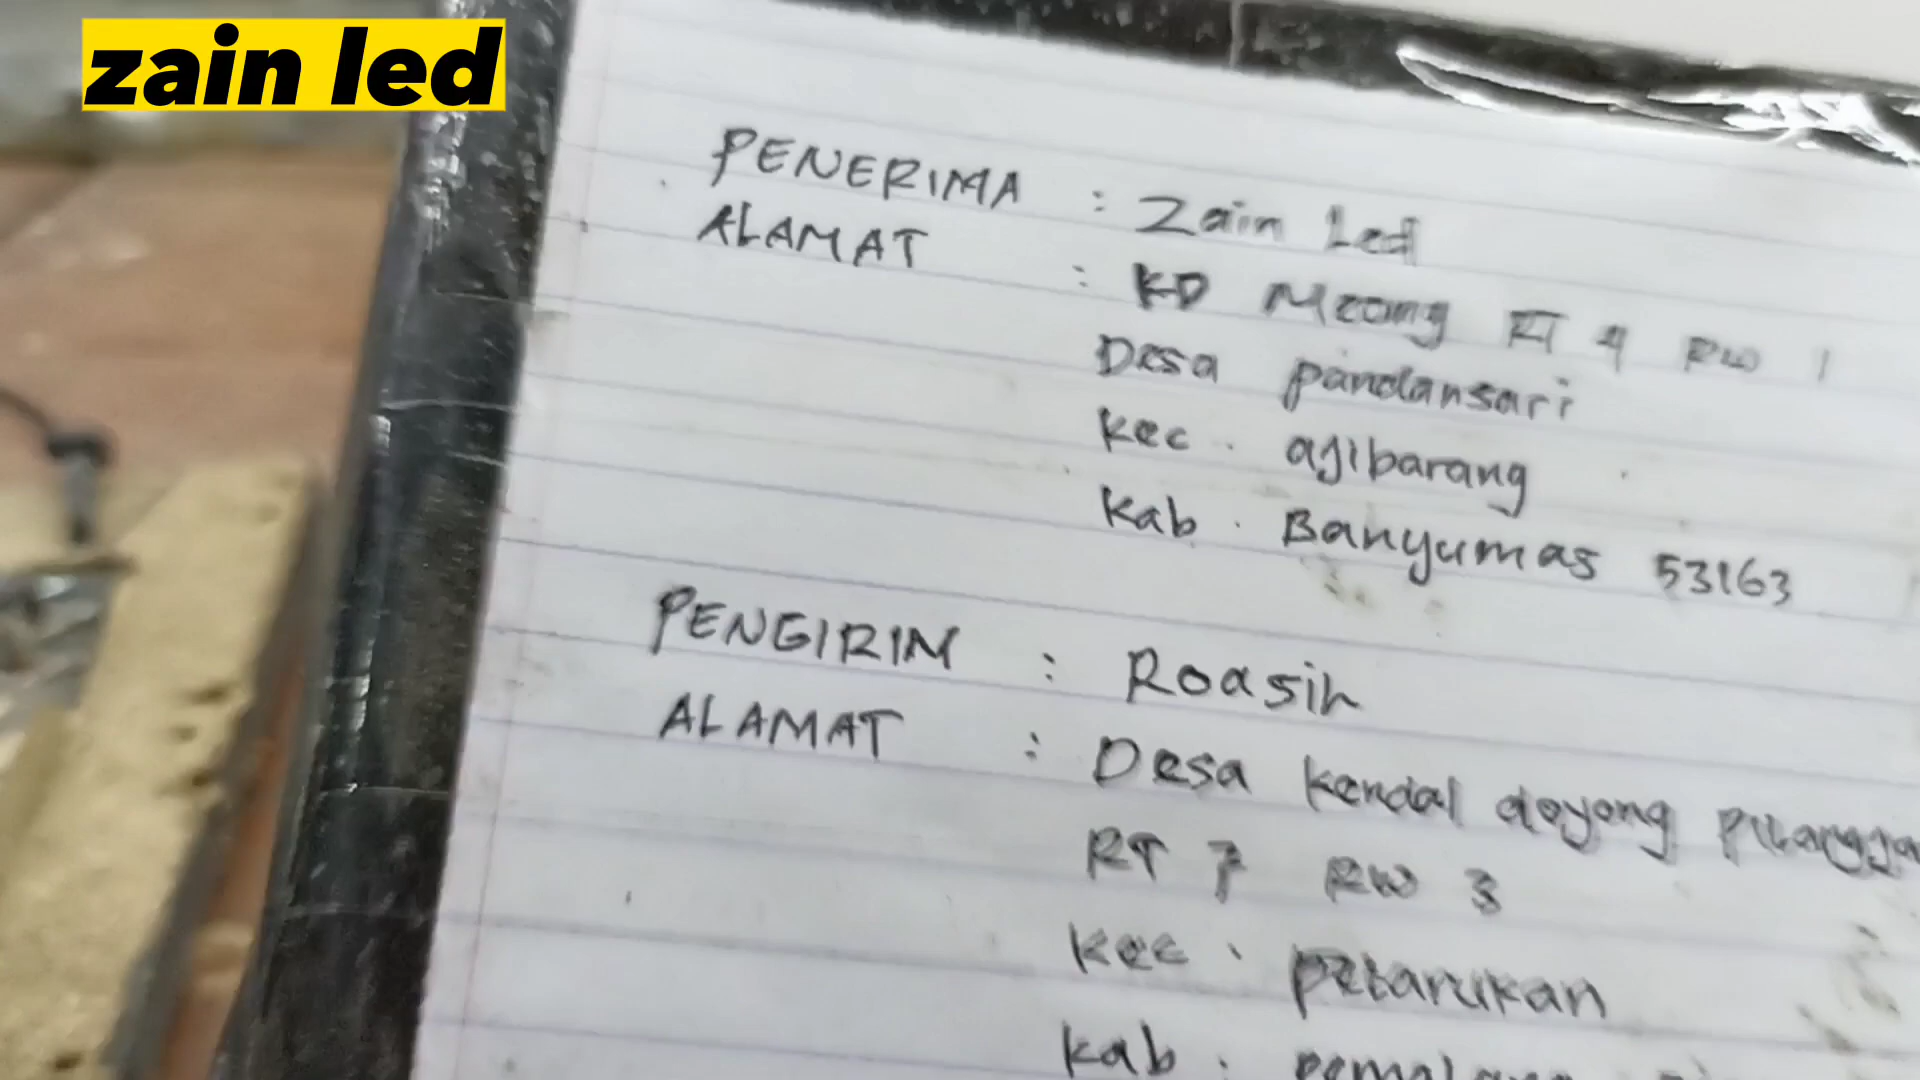 zain led
PENERIMA : Zain Led
ALAMAT : KD Meong RT 4 RW 1
Desa pandansari
Kec. ajibarang
Kab. Banyumas 53163
PENGIRIM : Roasih
ALAMAT : Desa kendal doyong
RT 7 RW 3
Kec. petarukan
Kab. pemalang